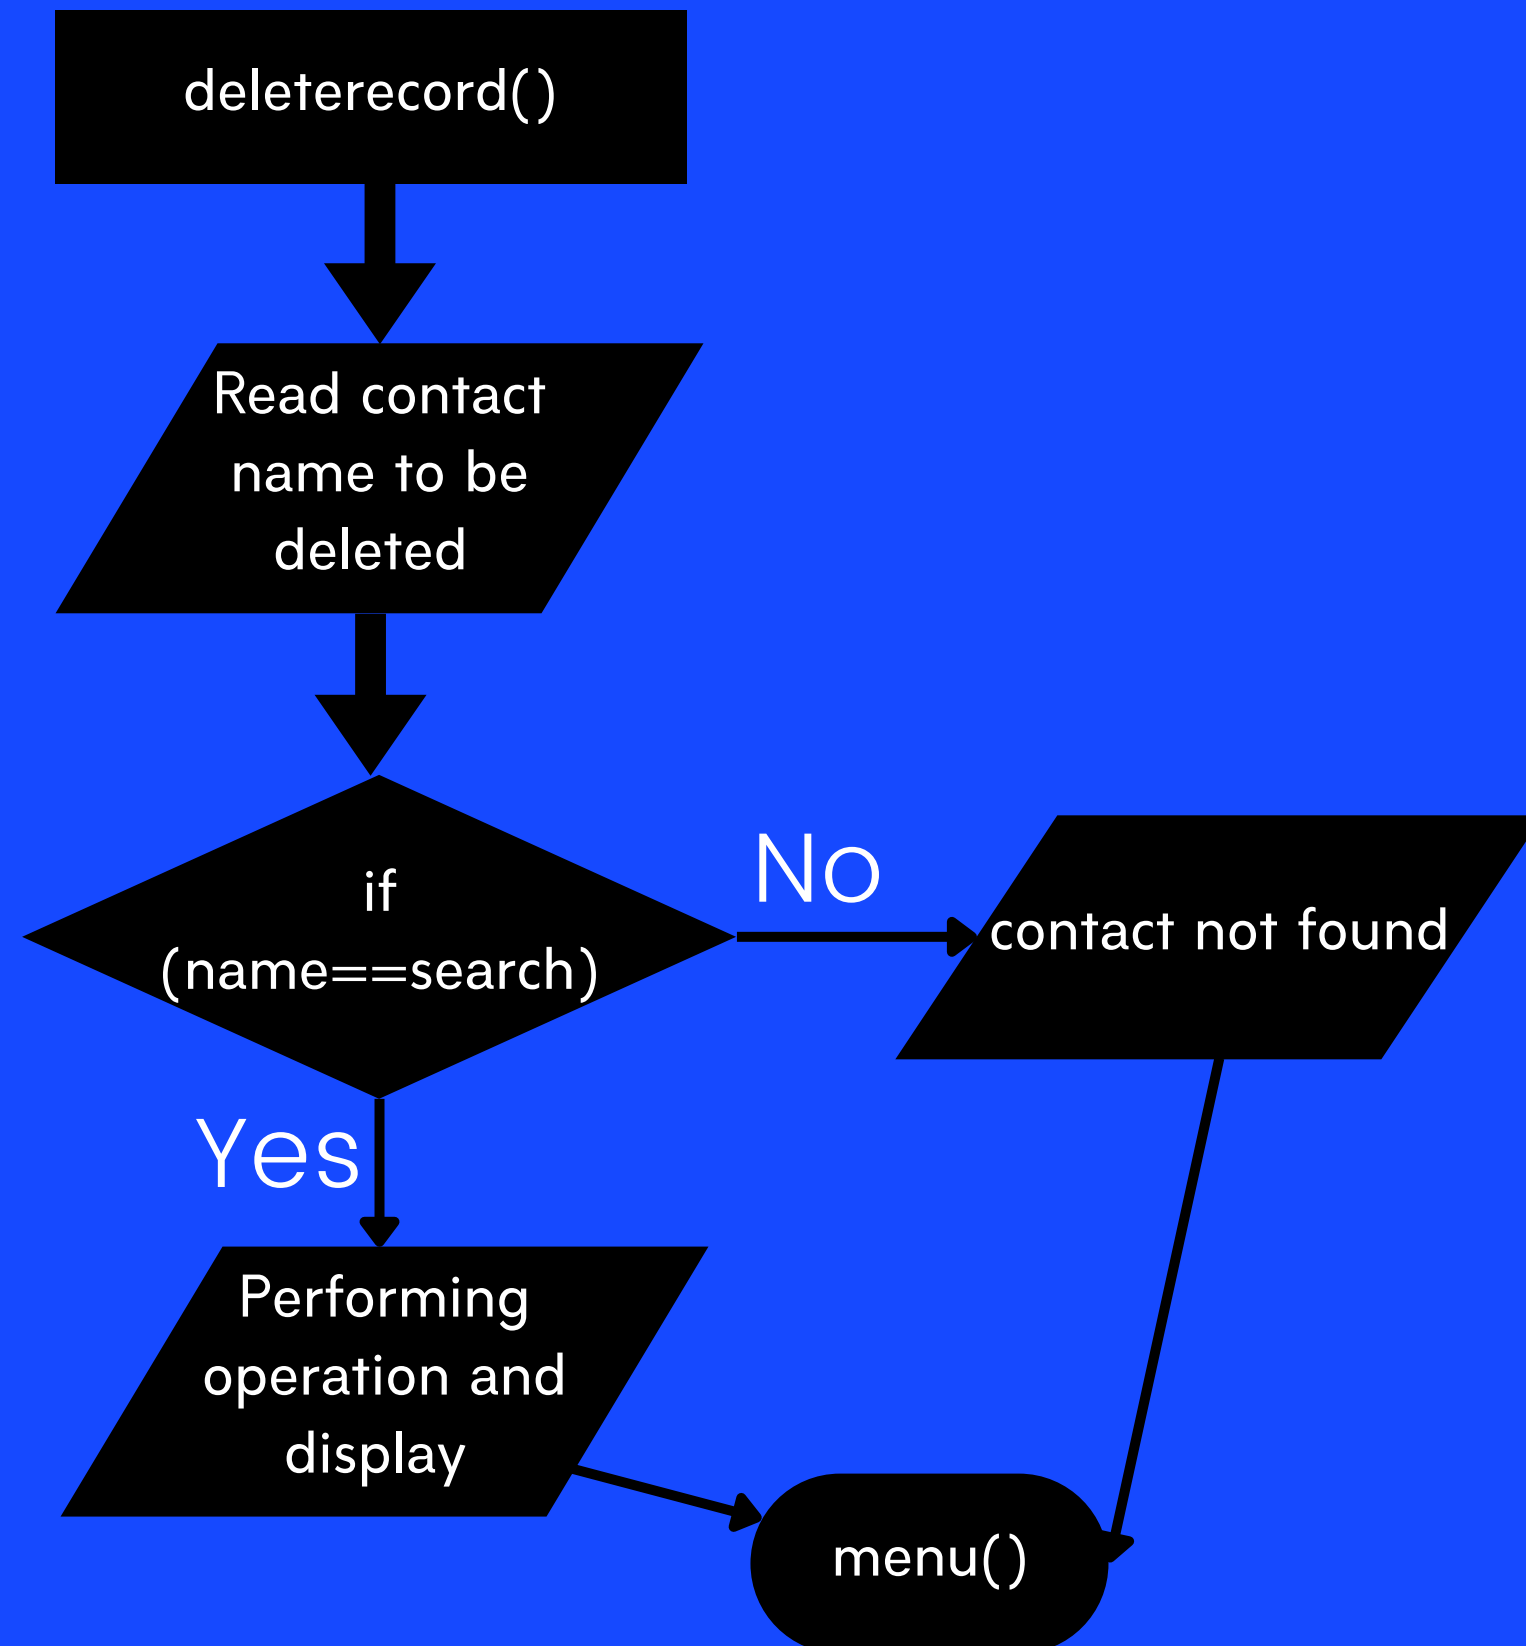 deleterecord()
Read contact
name to be
deleted
if
(name==search)
No
contact not found
Yes
Performing
operation and
display
menu()